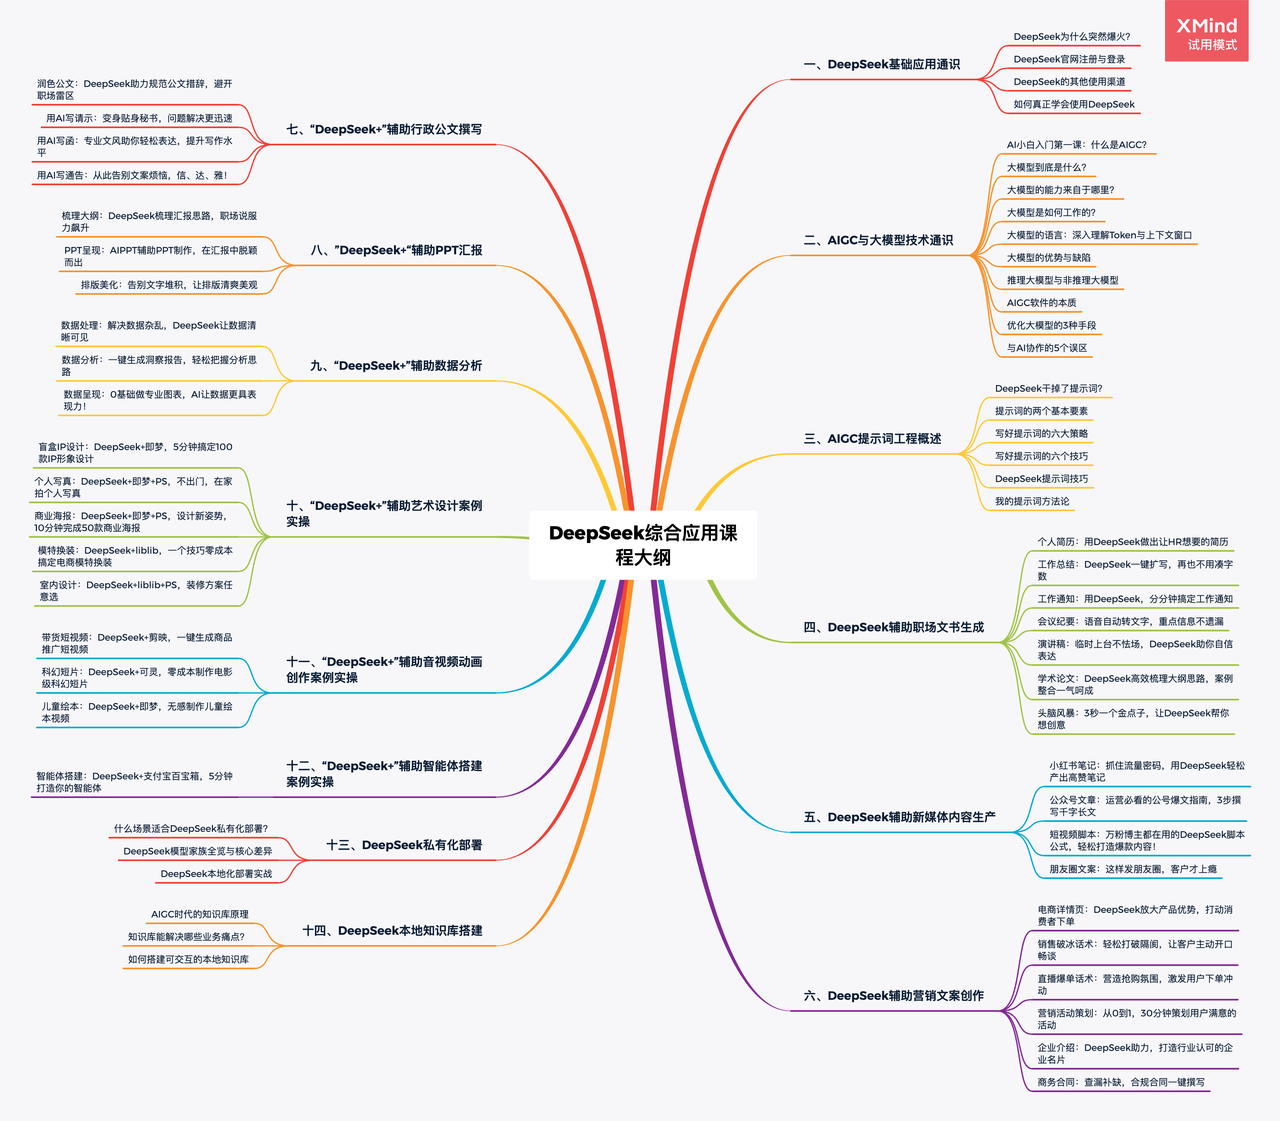 XMind
试用模式
DeepSeek综合应用课
程大纲
一、DeepSeek基础应用通识
DeepSeek为什么突然爆火?
DeepSeek官网注册与登录
DeepSeek的其他使用渠道
如何真正学会使用DeepSeek
二、AIGC与大模型技术通识
AI小白入门第一课：什么是AIGC?
大模型到底是什么?
大模型的能力来自于哪里?
大模型是如何工作的?
大模型的语言：深入理解Token与上下文窗口
大模型的优势与缺陷
推理大模型与非推理大模型
AIGC软件的本质
优化大模型的3种手段
与AI协作的5个误区
三、AIGC提示词工程概述
DeepSeek干掉了提示词?
提示词的两个基本要素
写好提示词的六大策略
写好提示词的六个技巧
DeepSeek提示词技巧
我的提示词方法论
四、DeepSeek辅助职场文书生成
个人简历：用DeepSeek做出让HR想要的简历
工作总结：DeepSeek一键扩写，再也不用凑字
数
工作通知：用DeepSeek，分分钟搞定工作通知
会议纪要：语音自动转文字，重点信息不遗漏
演讲稿：临时上台不怯场，DeepSeek助你自信
表达
学术论文：DeepSeek高效梳理大纲思路，案例
整合一气呵成
头脑风暴：3秒一个金点子，让DeepSeek帮你
想创意
五、DeepSeek辅助新媒体内容生产
小红书笔记：抓住流量密码，用DeepSeek轻松
产出高赞笔记
公众号文章：运营必看的公号爆文指南，3步撰
写千字长文
短视频脚本：万粉博主都在用的DeepSeek脚本
公式，轻松打造爆款内容!
朋友圈文案：这样发朋友圈，客户才上瘾
六、DeepSeek辅助营销文案创作
电商详情页：DeepSeek放大产品优势，打动消
费者下单
销售破冰话术：轻松打破隔阂，让客户主动开口
畅谈
直播爆单话术：营造抢购氛围，激发用户下单冲
动
营销活动策划：从0到1，30分钟策划用户满意的
活动
企业介绍：DeepSeek助力，打造行业认可的企
业名片
商务合同：查漏补缺，合规合同一键撰写
七、“DeepSeek+”辅助行政公文撰写
润色公文：DeepSeek助力规范公文措辞，避开
职场雷区
用AI写请示：变身贴身秘书，问题解决更迅速
用AI写函：专业文风助你轻松表达，提升写作水
平
用AI写通告：从此告别文案烦恼，信、达、雅!
八、”DeepSeek+“辅助PPT汇报
梳理大纲：DeepSeek梳理汇报思路，职场说服
力飙升
PPT呈现：AIPPT辅助PPT制作，在汇报中脱颖
而出
排版美化：告别文字堆积，让排版清爽美观
九、“DeepSeek+”辅助数据分析
数据处理：解决数据杂乱，DeepSeek让数据清
晰可见
数据分析：一键生成洞察报告，轻松把握分析思
路
数据呈现：0基础做专业图表，AI让数据更具表
现力!
十、“DeepSeek+”辅助艺术设计案例
实操
盲盒IP设计：DeepSeek+即梦，5分钟搞定100
款IP形象设计
个人写真：DeepSeek+即梦+PS，不出门，在家
拍个人写真
商业海报：DeepSeek+即梦+PS，设计新姿势，
10分钟完成50款商业海报
模特换装：DeepSeek+liblib，一个技巧零成本
搞定电商模特换装
室内设计：DeepSeek+liblib+PS，装修方案任
意选
十一、“DeepSeek+”辅助音视频动画
创作案例实操
带货短视频：DeepSeek+剪映，一键生成商品
推广短视频
科幻短片：DeepSeek+可灵，零成本制作电影
级科幻短片
儿童绘本：DeepSeek+即梦，无感制作儿童绘
本视频
十二、“DeepSeek+”辅助智能体搭建
案例实操
智能体搭建：DeepSeek+支付宝百宝箱，5分钟
打造你的智能体
十三、DeepSeek私有化部署
什么场景适合DeepSeek私有化部署?
DeepSeek模型家族全览与核心差异
DeepSeek本地化部署实战
十四、DeepSeek本地知识库搭建
AIGC时代的知识库原理
知识库能解决哪些业务痛点?
如何搭建可交互的本地知识库